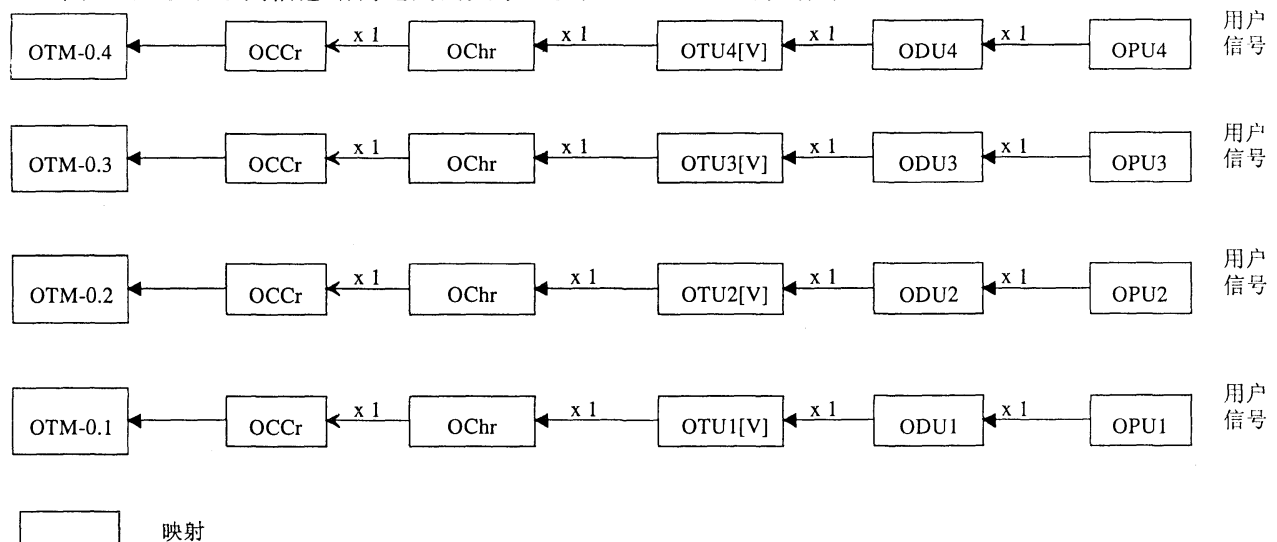 用户
信号
OTM-0.4 OCCr x 1 OChr x 1 OTU4[V] x 1 ODU4 x 1 OPU4
用户
信号
OTM-0.3 OCCr x 1 OChr x 1 OTU3[V] x 1 ODU3 x 1 OPU3
用户
信号
OTM-0.2 OCCr x 1 OChr x 1 OTU2[V] x 1 ODU2 x 1 OPU2
用户
信号
OTM-0.1 OCCr x 1 OChr x 1 OTU1[V] x 1 ODU1 x 1 OPU1
映射